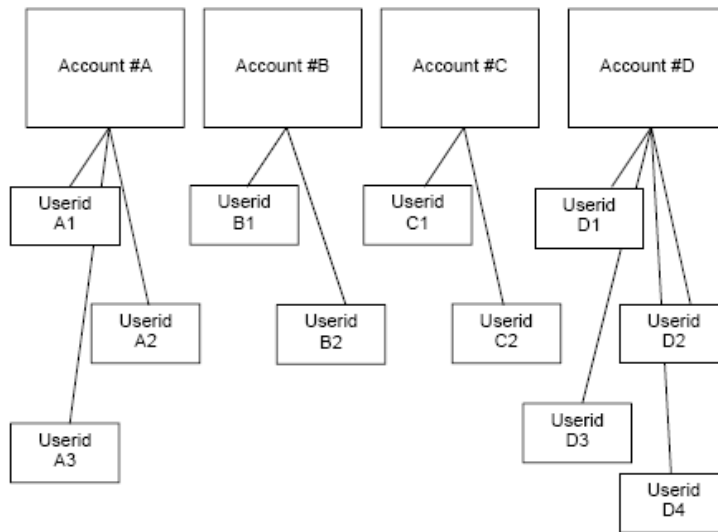 Account #A
Account #B
Account #C
Account #D
Userid
A1
Userid
B1
Userid
C1
Userid
D1
Userid
A2
Userid
B2
Userid
C2
Userid
D2
Userid
D3
Userid
A3
Userid
D4